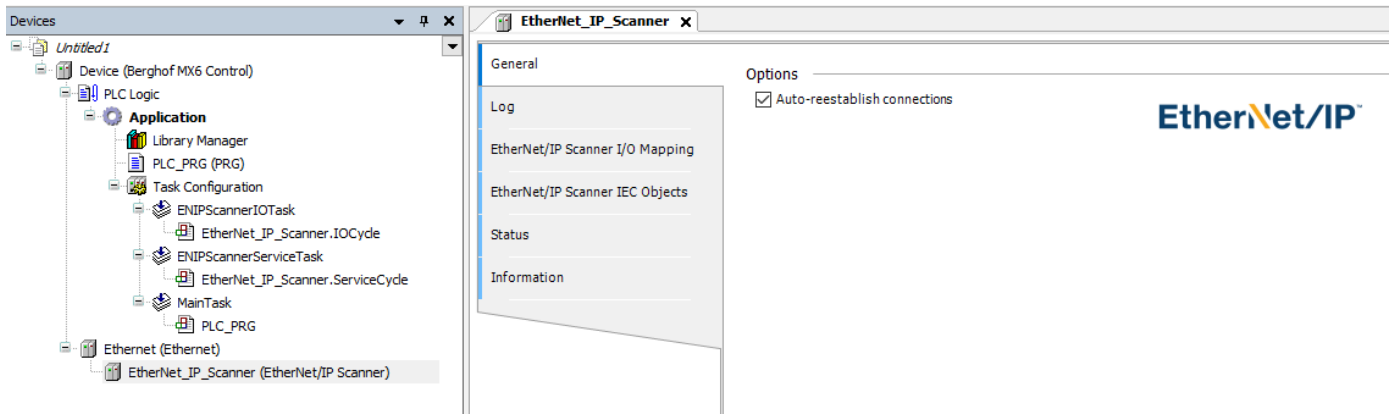 Devices
Untitled1
Device (Berghof MX6 Control)
PLC Logic
Application
Library Manager
PLC_PRG (PRG)
Task Configuration
ENIPScannerIOTask
EtherNet_IP_Scanner.IOCycle
ENIPScannerServiceTask
EtherNet_IP_Scanner.ServiceCycle
MainTask
PLC_PRG
Ethernet (Ethernet)
EtherNet_IP_Scanner (EtherNet/IP Scanner)
EtherNet_IP_Scanner
General
Log
EtherNet/IP Scanner I/O Mapping
EtherNet/IP Scanner IEC Objects
Status
Information
Options
Auto-reestablish connections
EtherNet/IP™